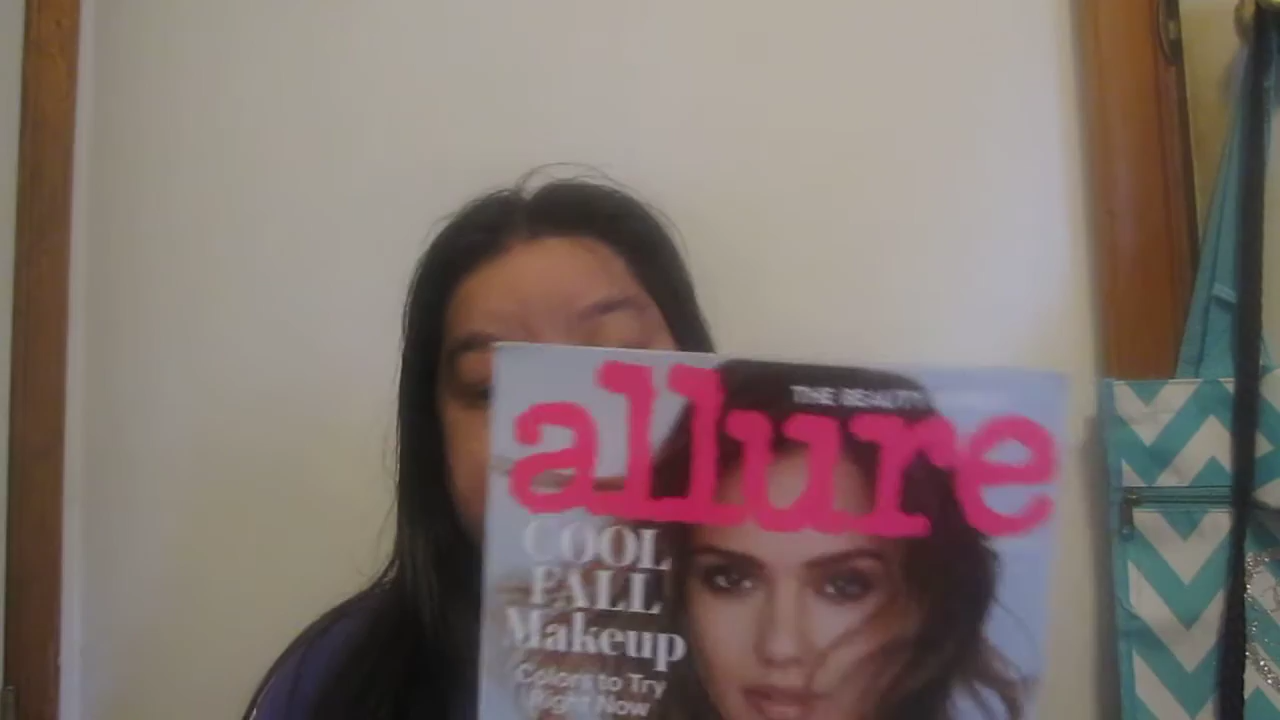 THE BEAUTY
allure
COOL
FALL
Makeup
Colors to Try
Right Now